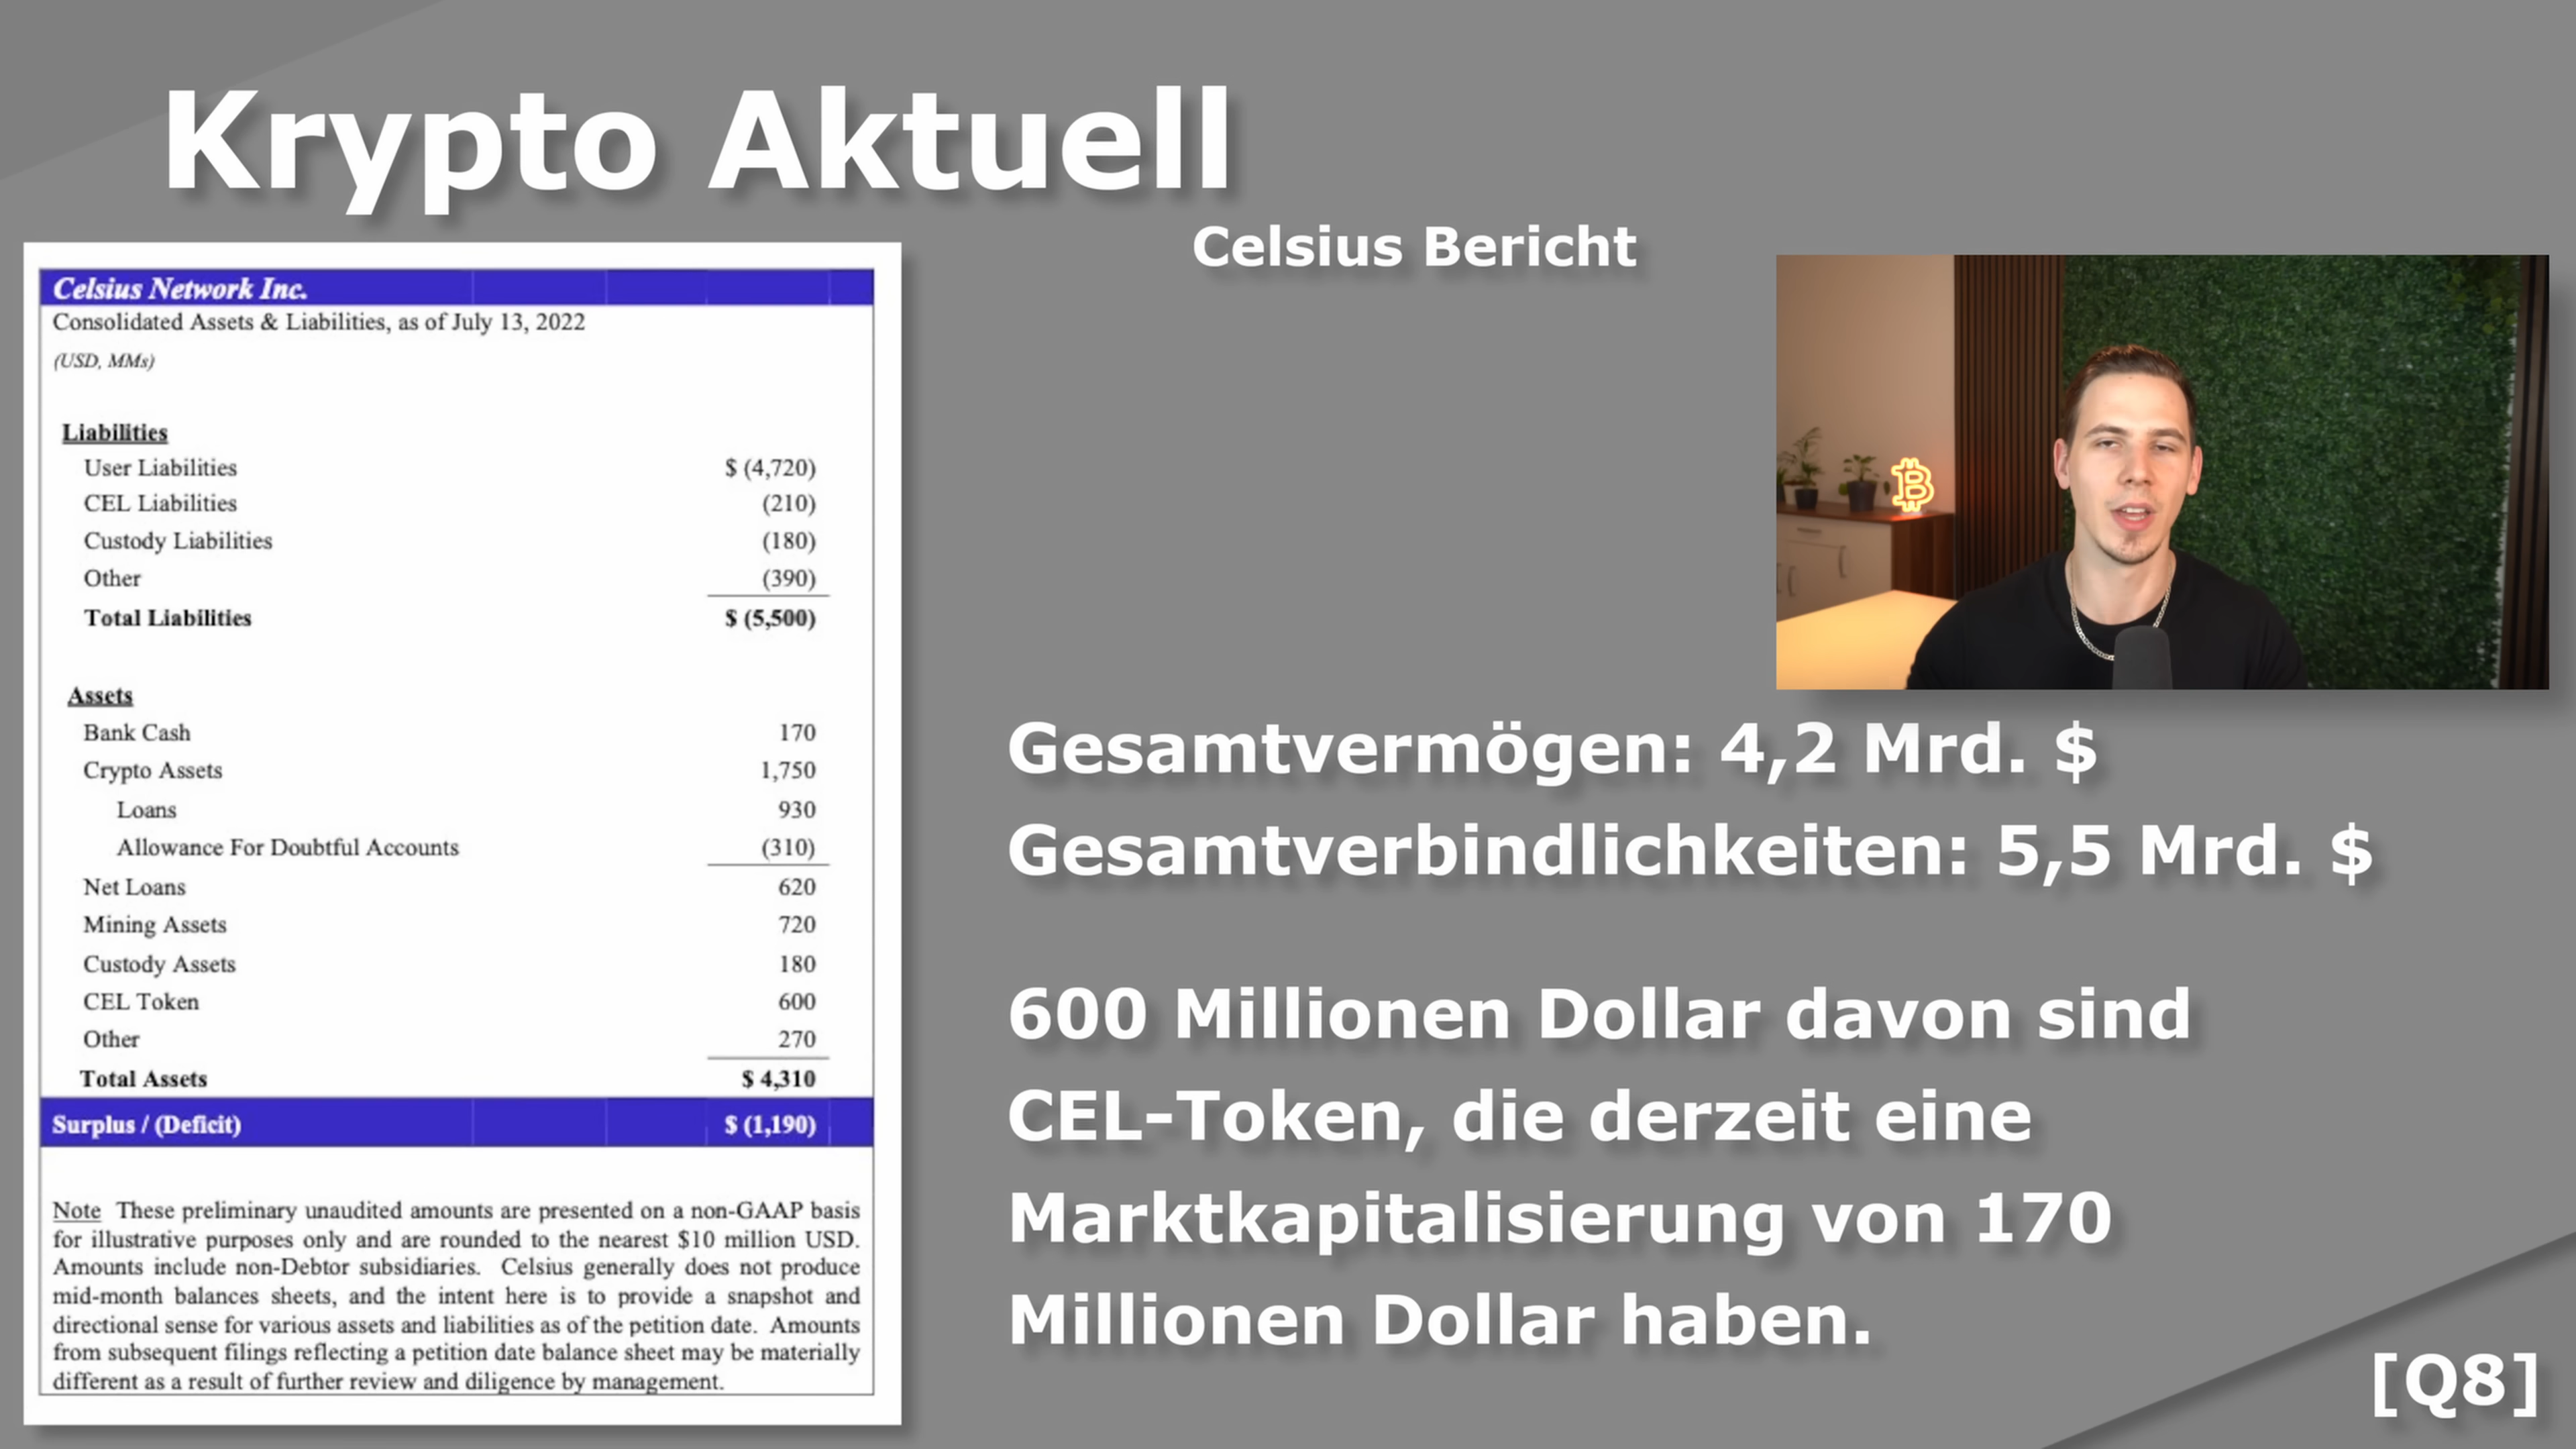 Krypto Aktuell
Celsius Bericht
Celsius Network Inc.
Consolidated Assets & Liabilities, as of July 13, 2022
(USD, MMs)
Liabilities
User Liabilities $ (4,720)
CEL Liabilities (210)
Custody Liabilities (180)
Other (390)
Total Liabilities $ (5,500)
Assets
Bank Cash 170
Crypto Assets 1,750
Loans 930
Allowance For Doubtful Accounts (310)
Net Loans 620
Mining Assets 720
Custody Assets 180
CEL Token 600
Other 270
Total Assets $ 4,310
Surplus / (Deficit) $ (1,190)
Note These preliminary unaudited amounts are presented on a non-GAAP basis
for illustrative purposes only and are rounded to the nearest $10 million USD.
Amounts include non-Debtor subsidiaries. Celsius generally does not produce
mid-month balances sheets, and the intent here is to provide a snapshot and
directional sense for various assets and liabilities as of the petition date. Amounts
from subsequent filings reflecting a petition date balance sheet may be materially
different as a result of further review and diligence by management.
Gesamtvermögen: 4,2 Mrd. $
Gesamtverbindlichkeiten: 5,5 Mrd. $
600 Millionen Dollar davon sind
CEL-Token, die derzeit eine
Marktkapitalisierung von 170
Millionen Dollar haben.
[Q8]